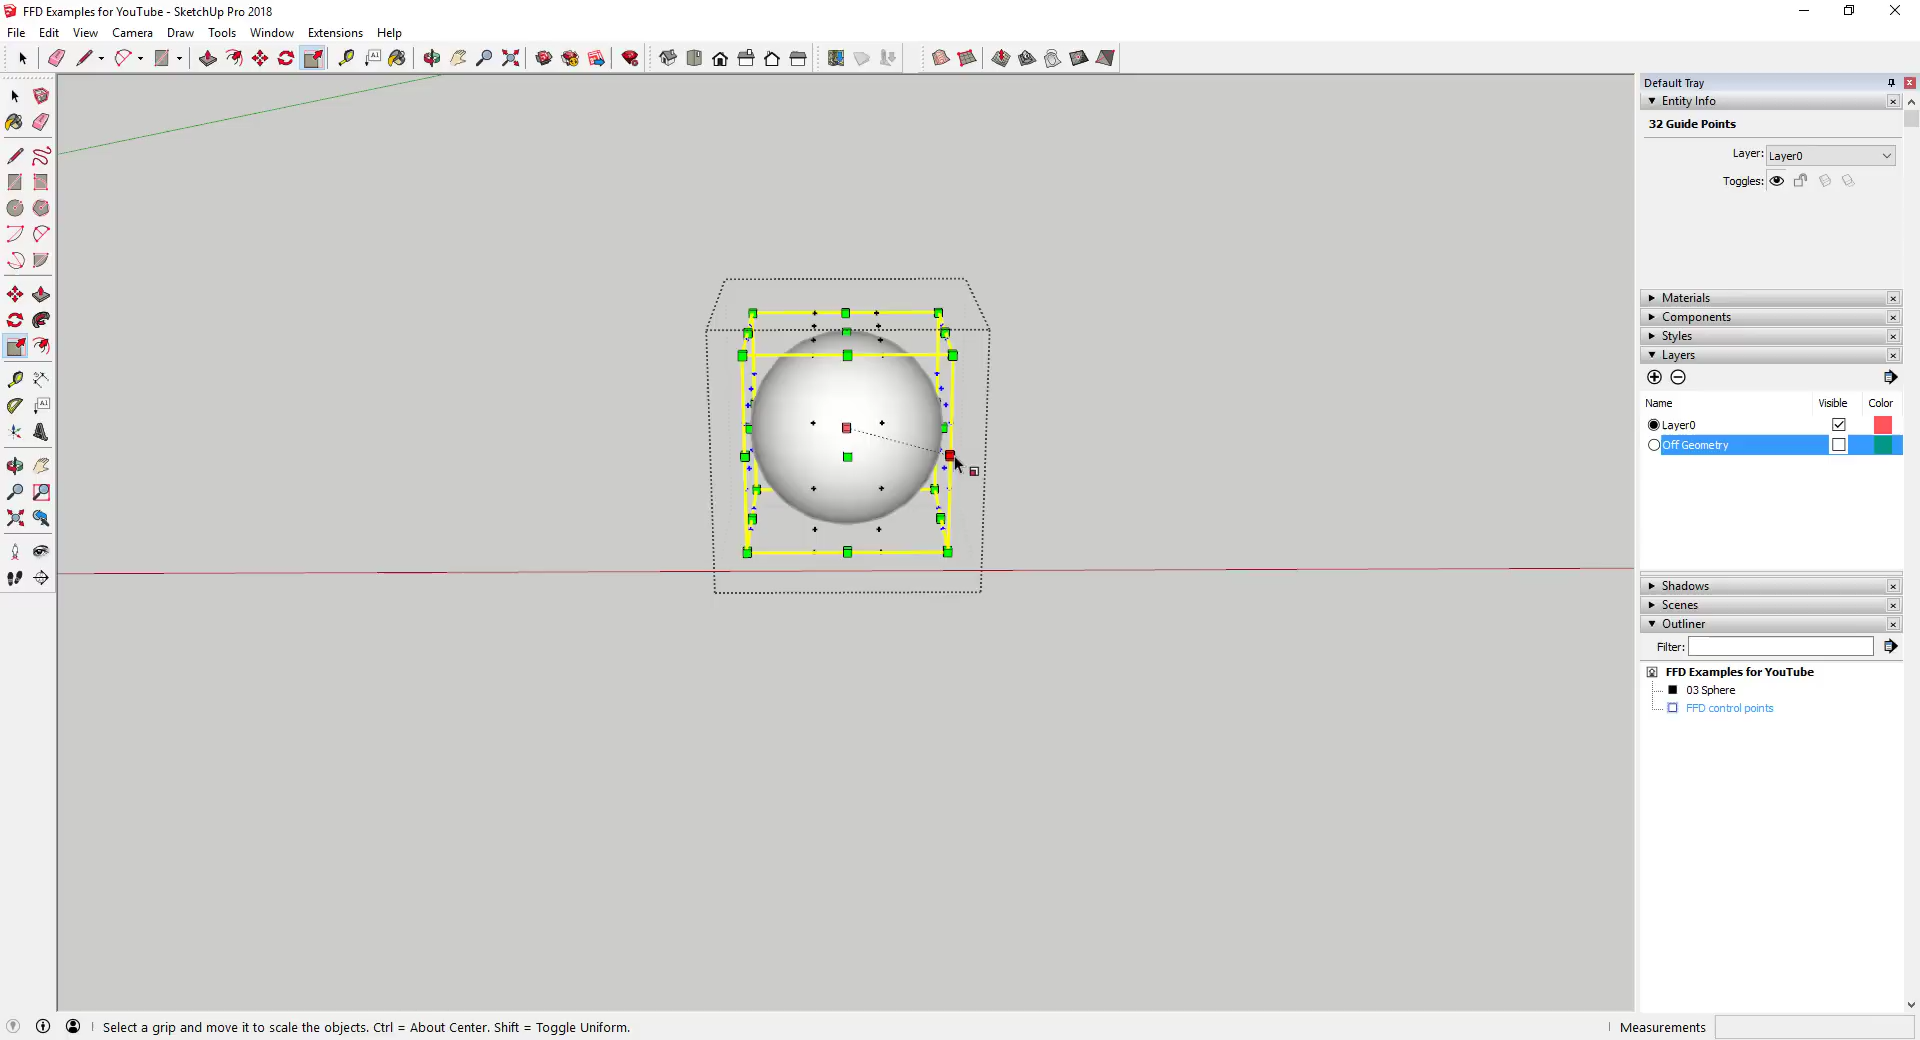 FFD Examples for YouTube - SketchUp Pro 2018
File Edit View Camera Draw Tools Window Extensions Help
Default Tray
Entity Info
32 Guide Points
Layer: Layer0
Toggles:
Materials
Components
Styles
Layers
Name Visible Color
Layer0
Off Geometry
Shadows
Scenes
Outliner
Filter:
FFD Examples for YouTube
03 Sphere
FFD control points
Select a grip and move it to scale the objects. Ctrl = About Center. Shift = Toggle Uniform.
Measurements